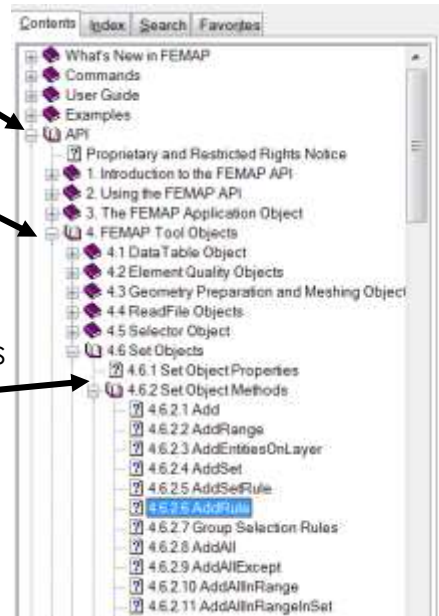 Contents Index Search Favorites
What's New in FEMAP
Commands
User Guide
Examples
API
Proprietary and Restricted Rights Notice
1. Introduction to the FEMAP API
2. Using the FEMAP API
3. The FEMAP Application Object
4. FEMAP Tool Objects
4.1 DataTable Object
4.2 Element Quality Objects
4.3 Geometry Preparation and Meshing Object
4.4 ReadFile Objects
4.5 Selector Object
S
4.6 Set Objects
4.6.1 Set Object Properties
4.6.2 Set Object Methods
4.6.2.1 Add
4.6.2.2 AddRange
4.6.2.3 AddEntitiesOnLayer
4.6.2.4 AddSet
4.6.2.5 AddSetRule
4.6.2.6 AddRule
4.6.2.7 Group Selection Rules
4.6.2.8 AddAll
4.6.2.9 AddAllExcept
4.6.2.10 AddAllInRange
4.6.2.11 AddAllInRangeInSet